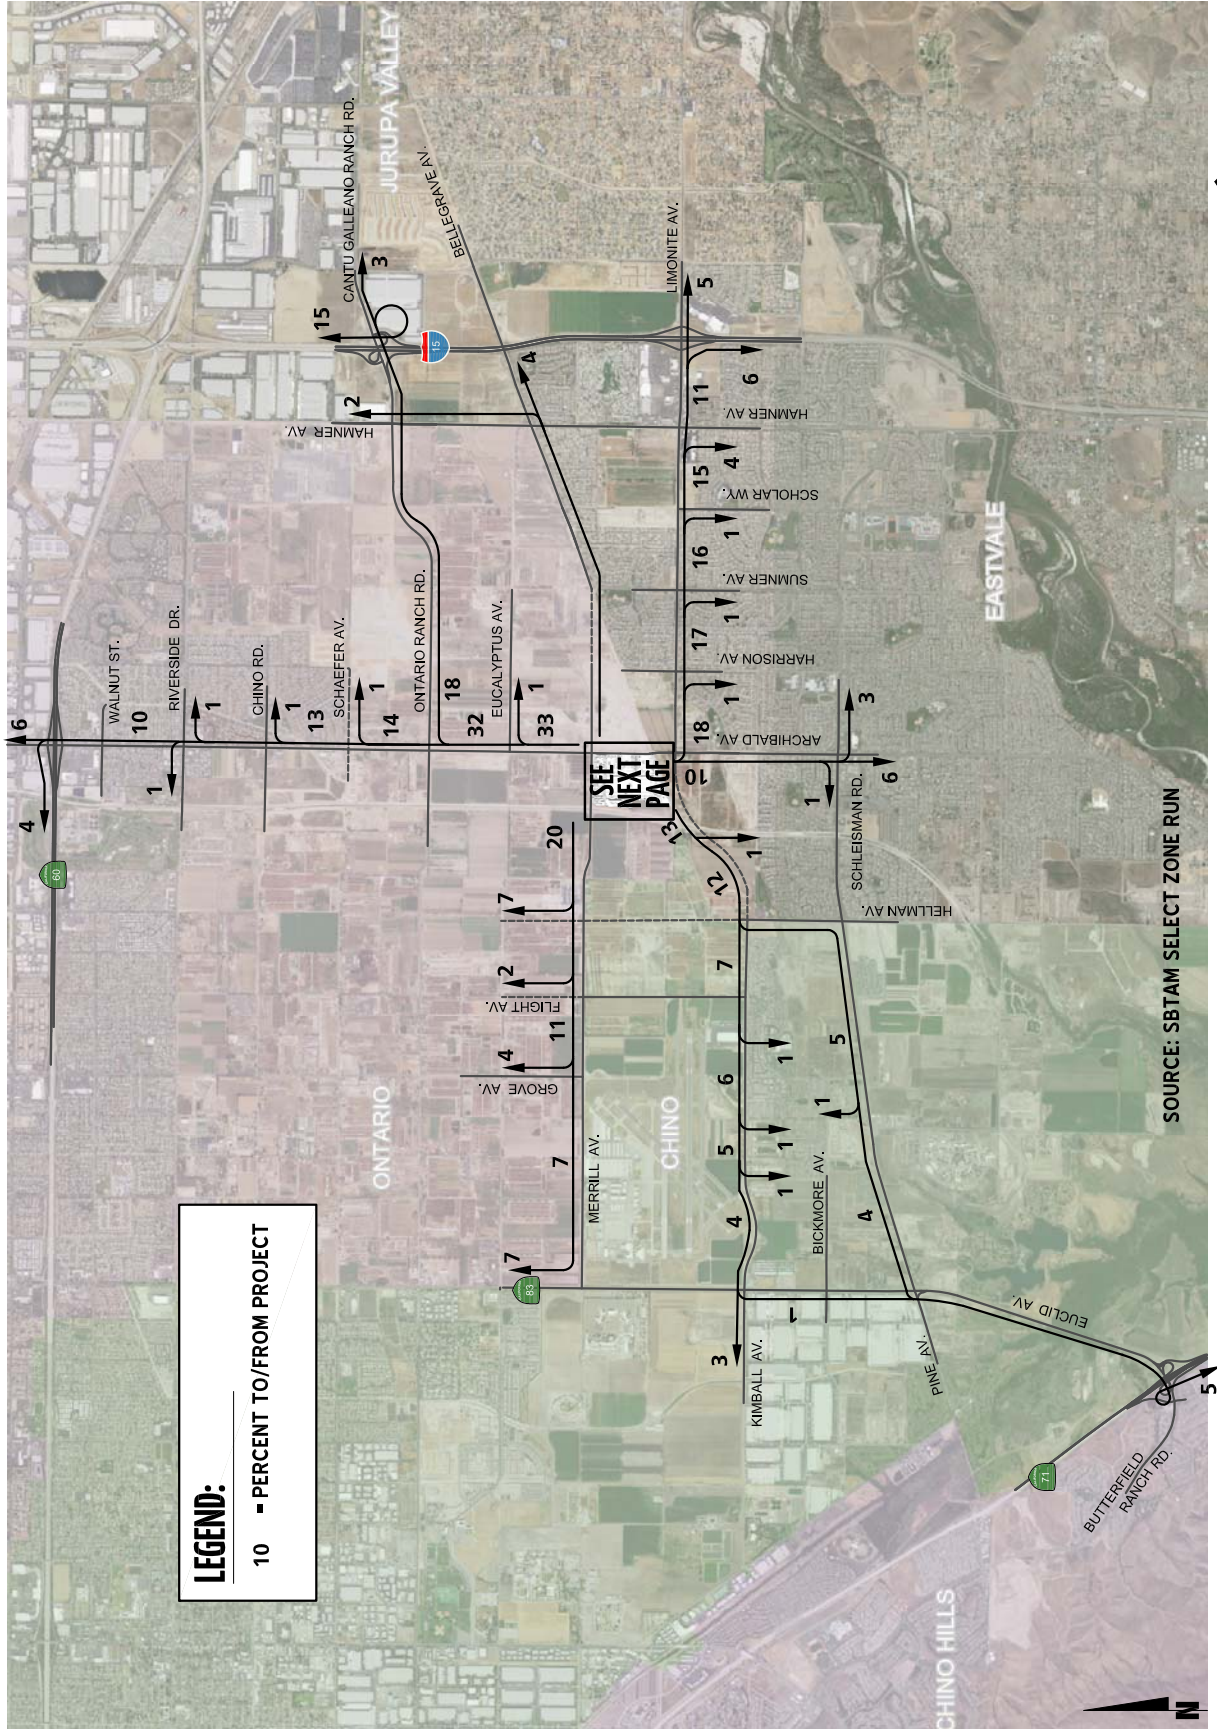 LEGEND:
10 - PERCENT TO/FROM PROJECT
JURUPA VALLEY
CANTU GALLEANO RANCH RD.
BELLEGRAVE AV.
LIMONITE AV.
3
15
15
4
2
HAMNER AV.
5
6
11
HAMNER AV.
15
4
SCHOLAR WY.
1
16
SUMNER AV.
1
17
HARRISON AV.
1
18
ARCHIBALD AV.
EASTVALE
6
4
60
WALNUT ST.
10
RIVERSIDE DR.
1
1
CHINO RD.
1
13
SCHAEFER AV.
1
14
ONTARIO RANCH RD.
18
32
EUCALYPTUS AV.
1
33
SEE
NEXT
PAGE
10
3
6
1
SCHLEISMAN RD.
13
1
12
HELLMAN AV.
20
7
2
FLIGHT AV.
11
4
GROVE AV.
7
MERRILL AV.
7
83
ONTARIO
CHINO
7
1
6
1
5
1
4
3
KIMBALL AV.
1
BICKMORE AV.
5
1
4
PINE AV.
EUCLID AV.
5
71
BUTTERFIELD
RANCH RD.
CHINO HILLS
SOURCE: SBTAM SELECT ZONE RUN
N